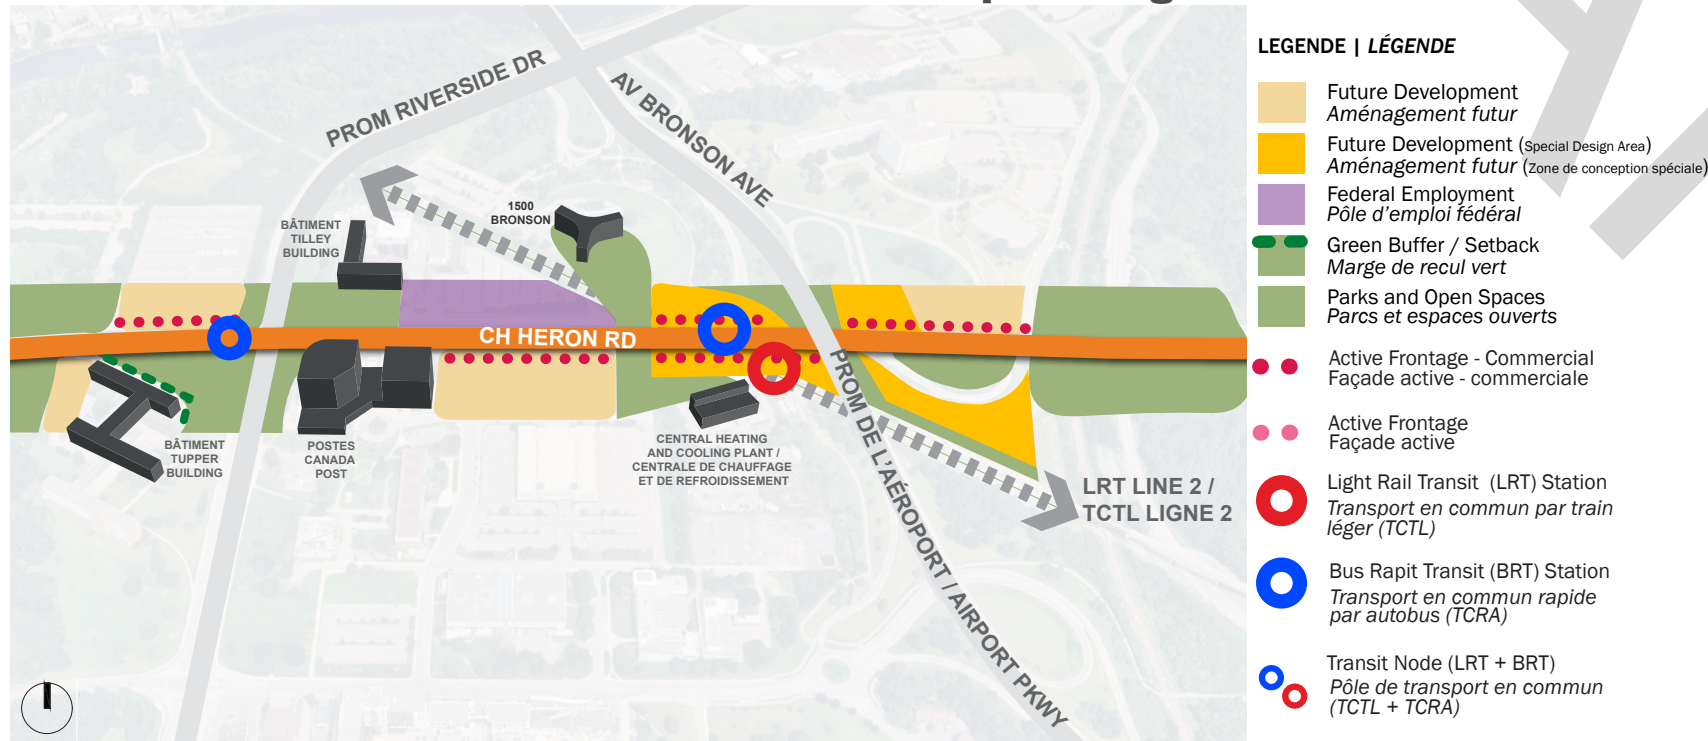 PROM RIVERSIDE DR
AV BRONSON AVE
1500
BRONSON
BÂTIMENT
TILLEY
BUILDING
CH HERON RD
BÂTIMENT
TUPPER
BUILDING
POSTES
CANADA
POST
CENTRAL HEATING
AND COOLING PLANT /
CENTRALE DE CHAUFFAGE
ET DE REFROIDISSEMENT
PROM DE L'AÉROPORT / AIRPORT PKWY
LRT LINE 2 /
TCTL LIGNE 2
LEGENDE | LÉGENDE
Future Development
Aménagement futur
Future Development (Special Design Area)
Aménagement futur (Zone de conception spéciale)
Federal Employment
Pôle d'emploi fédéral
Green Buffer / Setback
Marge de recul vert
Parks and Open Spaces
Parcs et espaces ouverts
Active Frontage - Commercial
Façade active - commerciale
Active Frontage
Façade active
Light Rail Transit (LRT) Station
Transport en commun par train
léger (TCTL)
Bus Rapit Transit (BRT) Station
Transport en commun rapide
par autobus (TCRA)
Transit Node (LRT + BRT)
Pôle de transport en commun
(TCTL + TCRA)